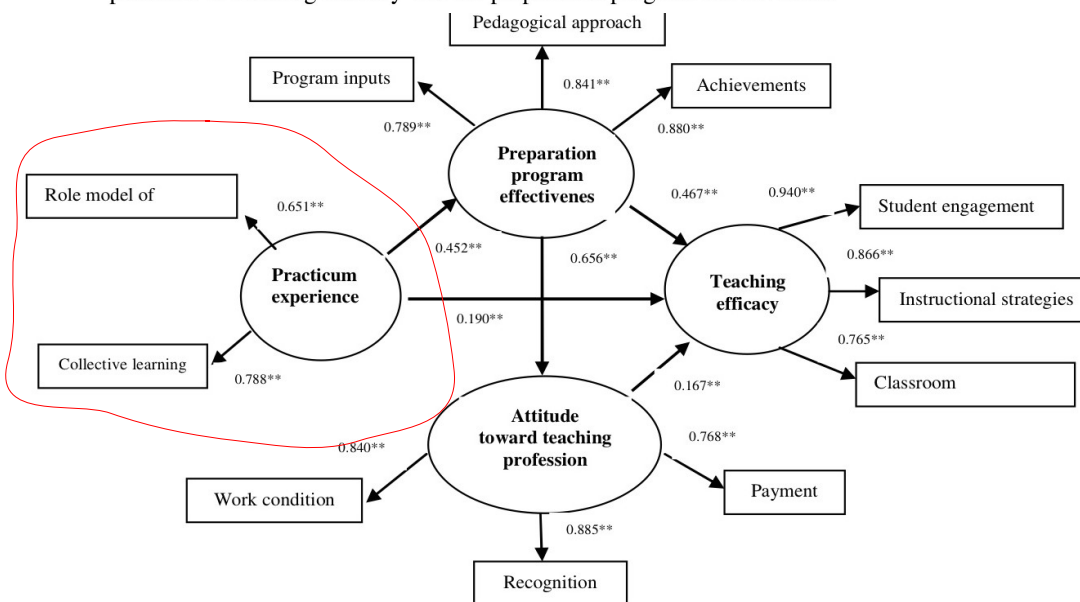 Pedagogical approach
Program inputs
0.841**
Achievements
0.789**
0.880**
Preparation
program
effectivenes
Role model of
0.651**
0.467**
0.940**
Student engagement
0.452**
0.656**
0.866**
Practicum
experience
Teaching
efficacy
Instructional strategies
0.190**
0.765**
Collective learning
0.788**
0.167**
Classroom
Attitude
toward teaching
profession
0.840**
0.768**
Work condition
Payment
0.885**
Recognition